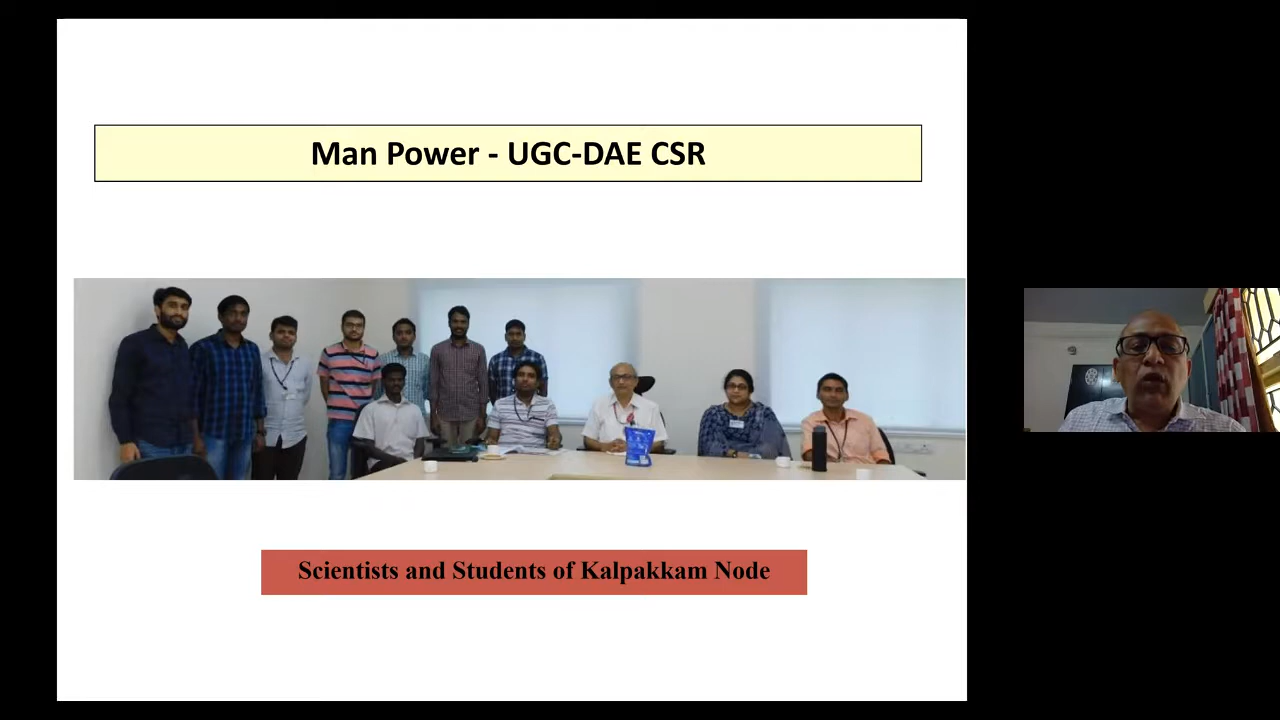 Man Power - UGC-DAE CSR
Scientists and Students of Kalpakkam Node